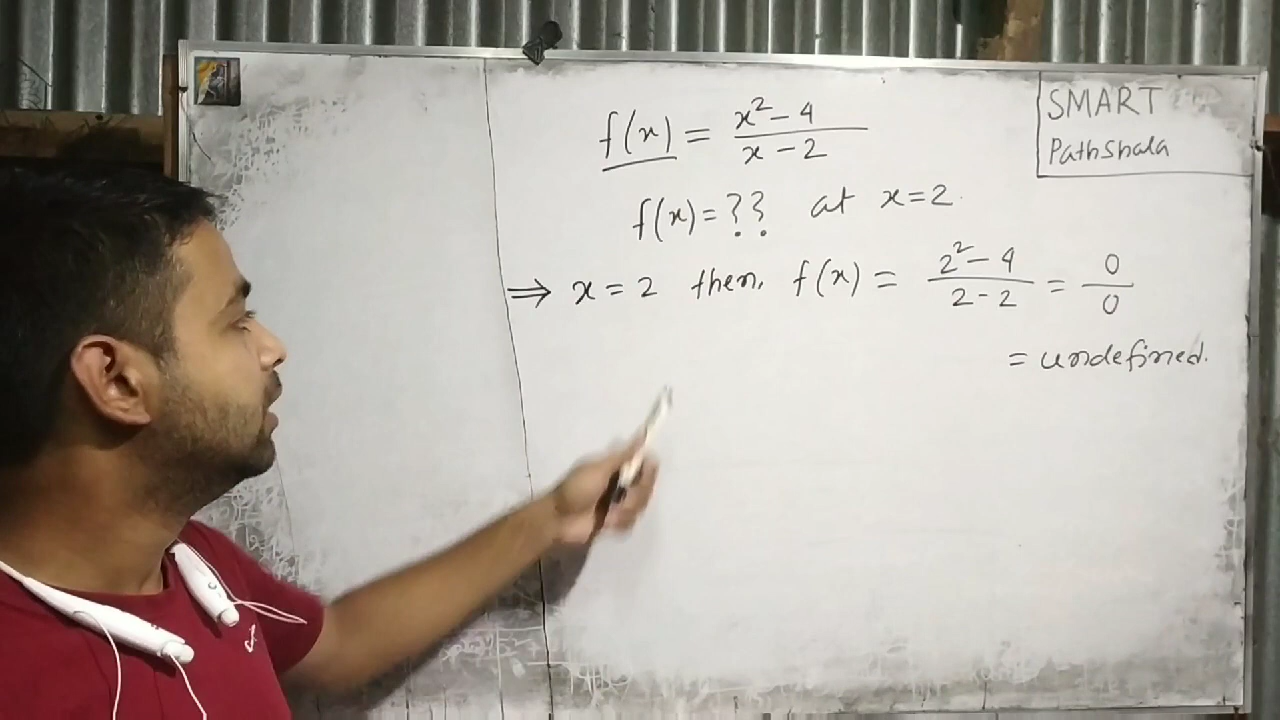 SMART
Pathshala
f(x) = x² - 4 / x - 2
f(x) = ?? at x = 2.
⇒ x = 2 then, f(x) = 2² - 4 / 2 - 2 = 0 / 0
= undefined.